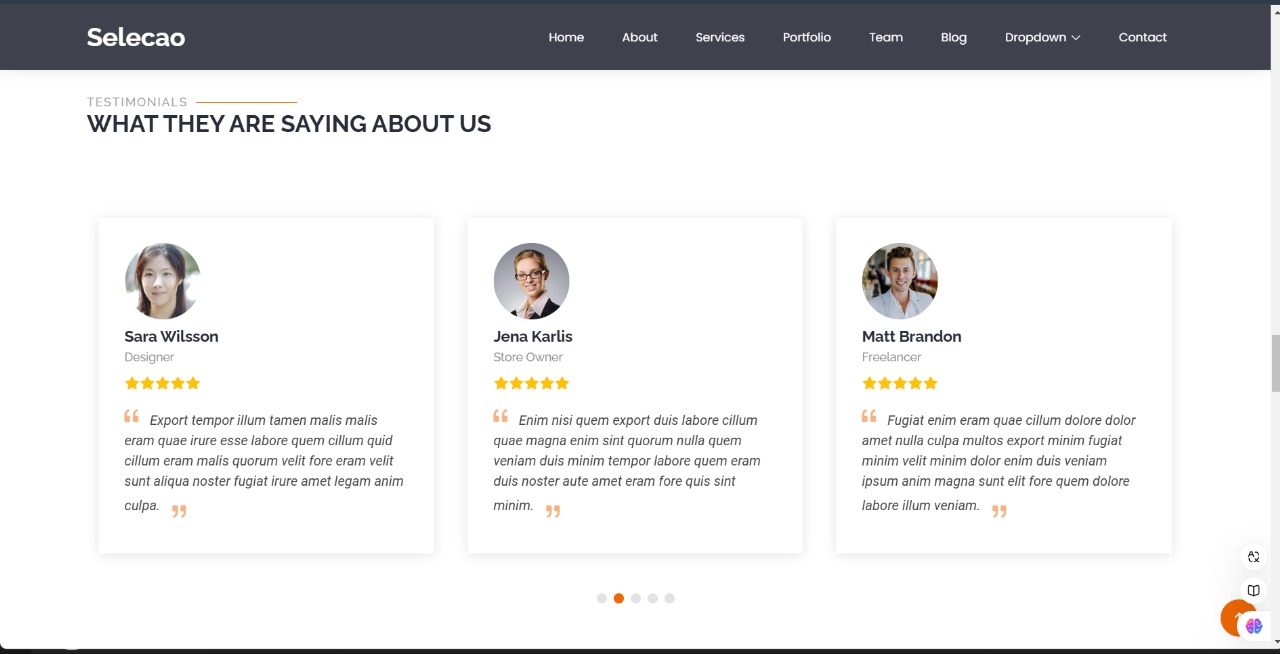 Selecao
Home About Services Portfolio Team Blog Dropdown Contact
TESTIMONIALS
WHAT THEY ARE SAYING ABOUT US
Sara Wilsson
Designer
“ Export tempor illum tamen malis malis
eram quae irure esse labore quem cillum quid
cillum eram malis quorum velit fore eram velit
sunt aliqua noster fugiat irure amet legam anim
culpa. ”
Jena Karlis
Store Owner
“ Enim nisi quem export duis labore cillum
quae magna enim sint quorum nulla quem
veniam duis minim tempor labore quem eram
duis noster aute amet eram fore quis sint
minim. ”
Matt Brandon
Freelancer
“ Fugiat enim eram quae cillum dolore dolor
amet nulla culpa multos export minim fugiat
minim velit minim dolor enim duis veniam
ipsum anim magna sunt elit fore quem dolore
labore illum veniam. ”